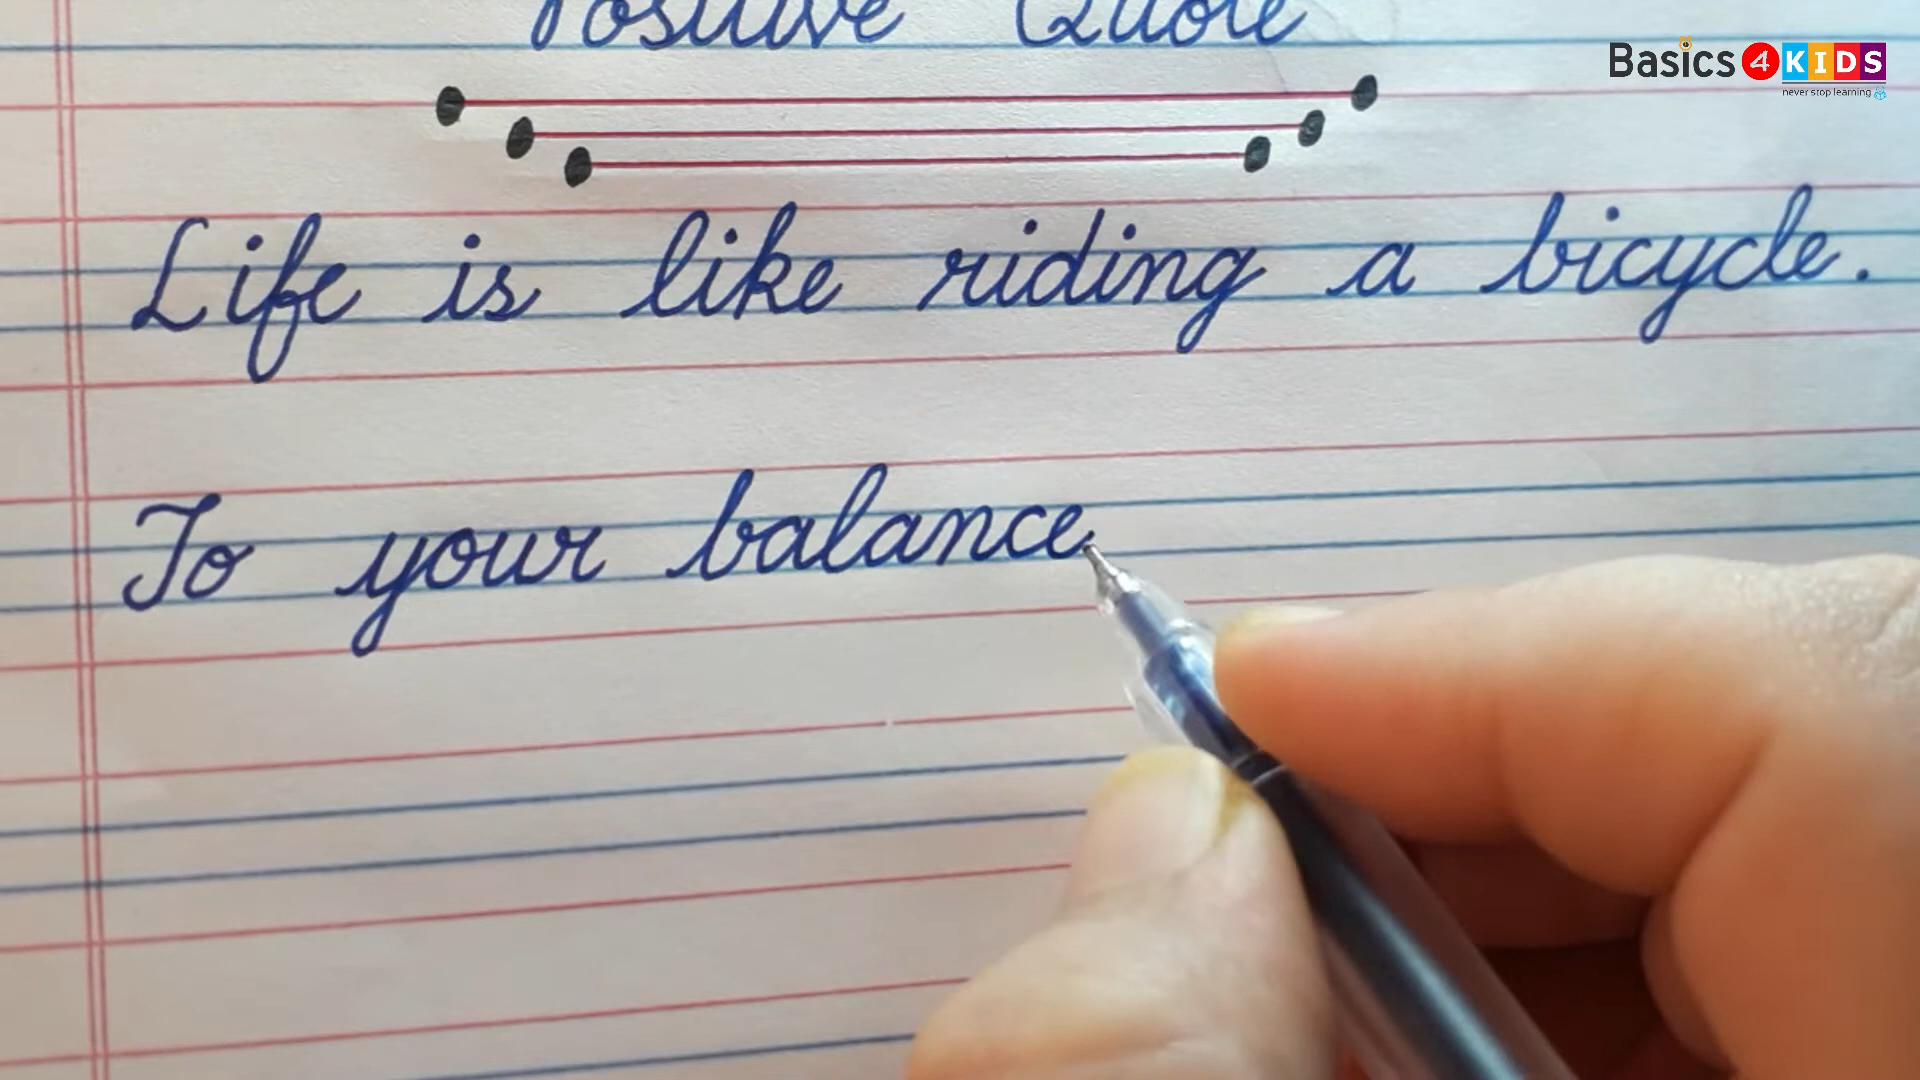 Positive Quote
Basics 4 KIDS
never stop learning
Life is like riding a bicycle.
To your balance